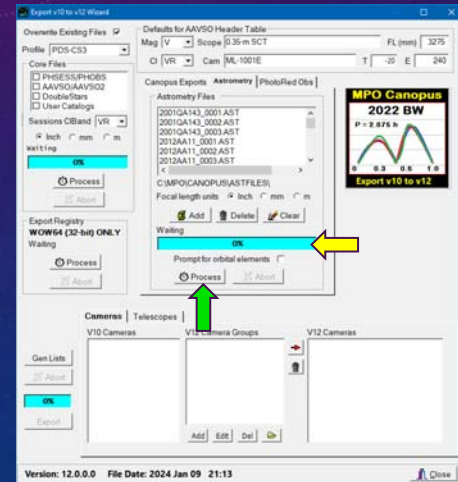 Export v10 to v12 Wizard
Overwrite Existing Files
Profile PDS-CS3
Core Files
PHSESS/PHOBS
AAVSO/AAVSO2
DoubleStars
User Catalogs
Sessions ClBand VR
Inch mm m
Waiting
0%
Process
Abort
Export Registry
WOW64 (32-bit) ONLY
Waiting
Process
Abort
Defaults for AAVSO Header Table
Mag V Scope 0.35-m SCT FL (mm) 3275
CI VR Cam ML-1001E T -20 E 240
Canopus Exports Astrometry PhotoRed Obs
Astrometry Files
2001QA143_0001.AST
2001QA143_0002.AST
2001QA143_0003.AST
2012AA11_0001.AST
2012AA11_0002.AST
2012AA11_0003.AST
C:\MPO\CANOPUS\ASTFILES\
Focal length units Inch mm m
Add Delete Clear
Waiting
0%
Prompt for orbital elements
Process Abort
MPO Canopus
2022 BW
P = 2.876 h
0 0.3 0.5 1.0
Export v10 to v12
Cameras Telescopes
V10 Cameras V12 Camera Groups V12 Cameras
Gen Lists
Abort
0%
Export
Add Edit Del
Version: 12.0.0.0 File Date: 2024 Jan 09 21:13
Close